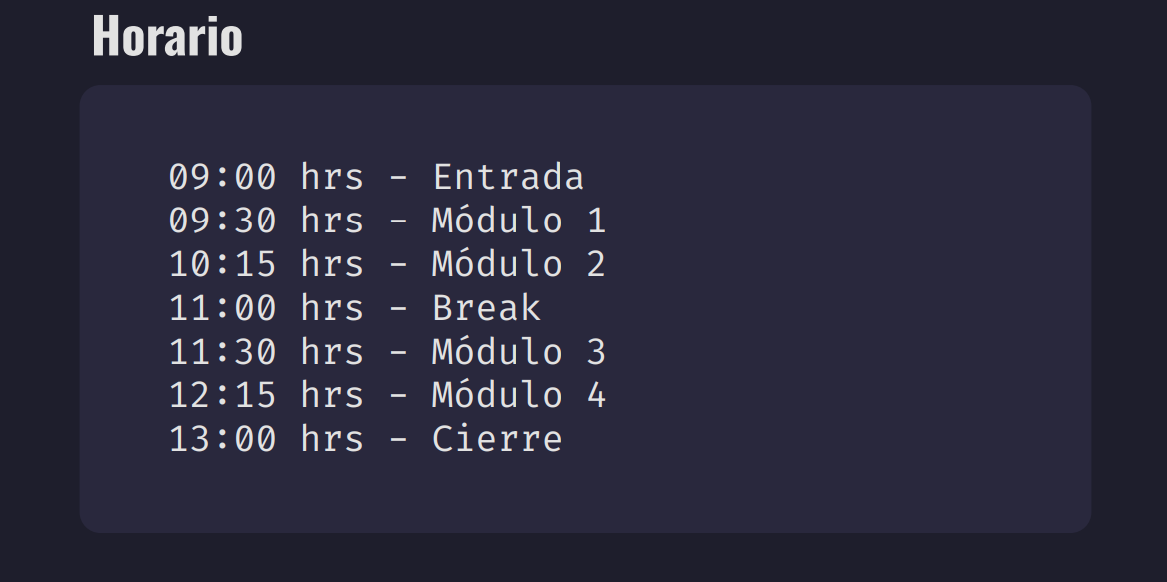 Horario
09:00 hrs - Entrada
09:30 hrs - Módulo 1
10:15 hrs - Módulo 2
11:00 hrs - Break
11:30 hrs - Módulo 3
12:15 hrs - Módulo 4
13:00 hrs - Cierre